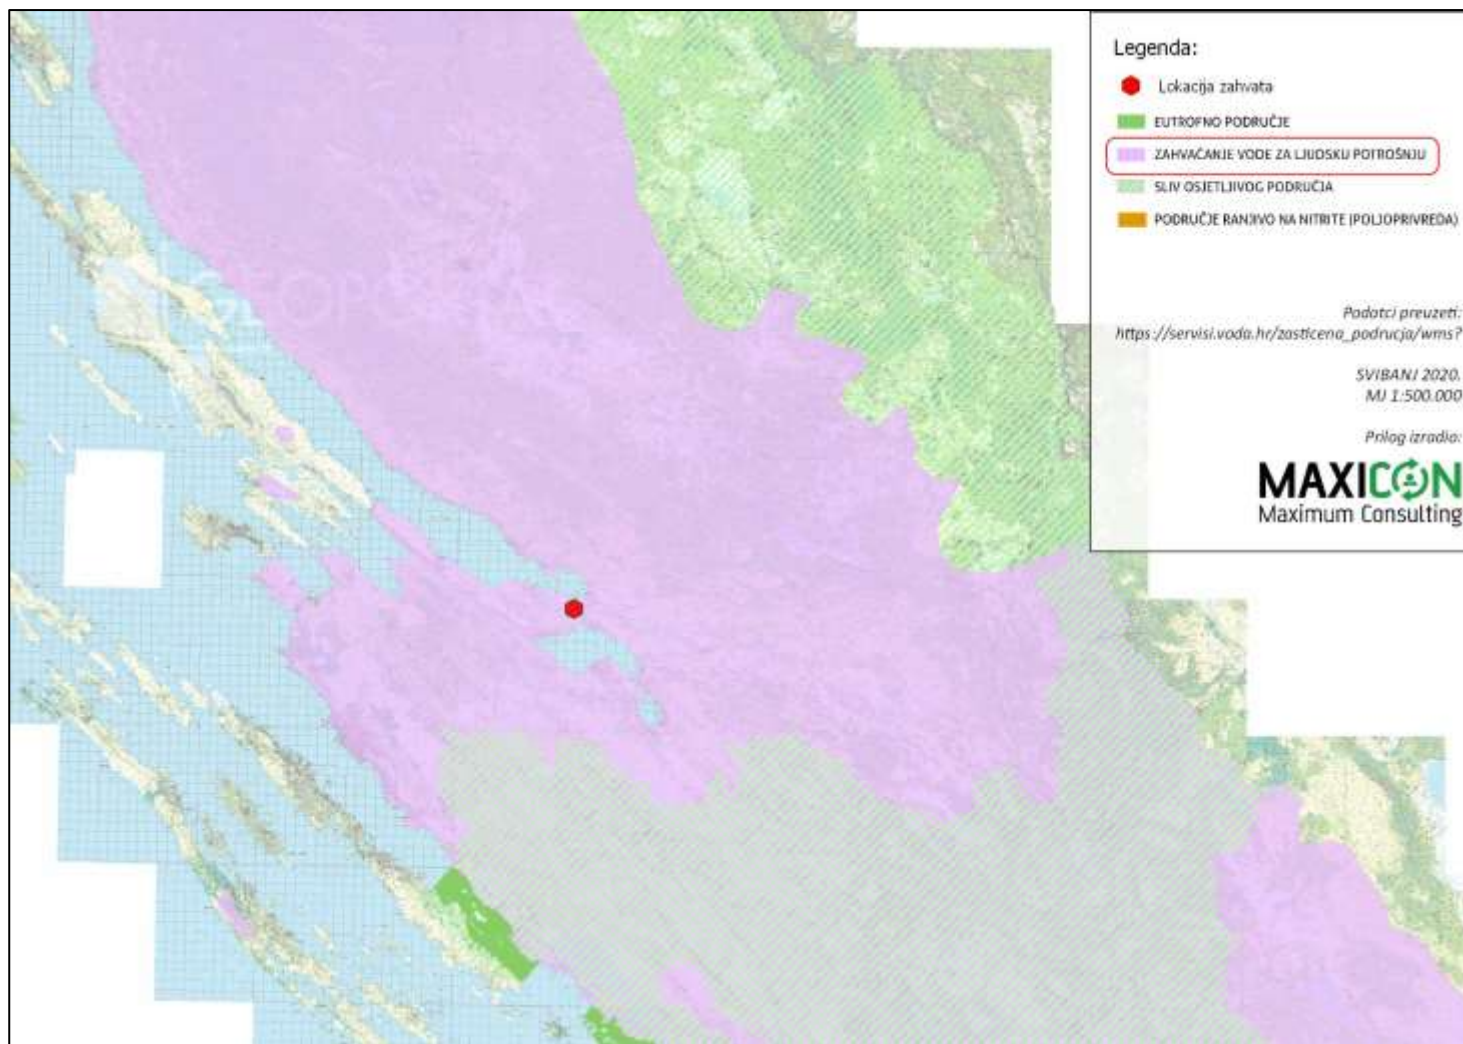 Legenda:
Lokacija zahvata
EUTROFNO PODRUČJE
ZAHVAĆANJE VODE ZA LJUDSKU POTROŠNJU
SLIV OSJETLJIVOG PODRUČJA
PODRUČJE RANJIVO NA NITRITE (POLJOPRIVREDA)
Podatci preuzeti:
https://servisi.voda.hr/zasticena_podrucja/wms?
SVIBANJ 2020.
MJ 1:500.000
Prilog izradio:
MAXICON
Maximum Consulting